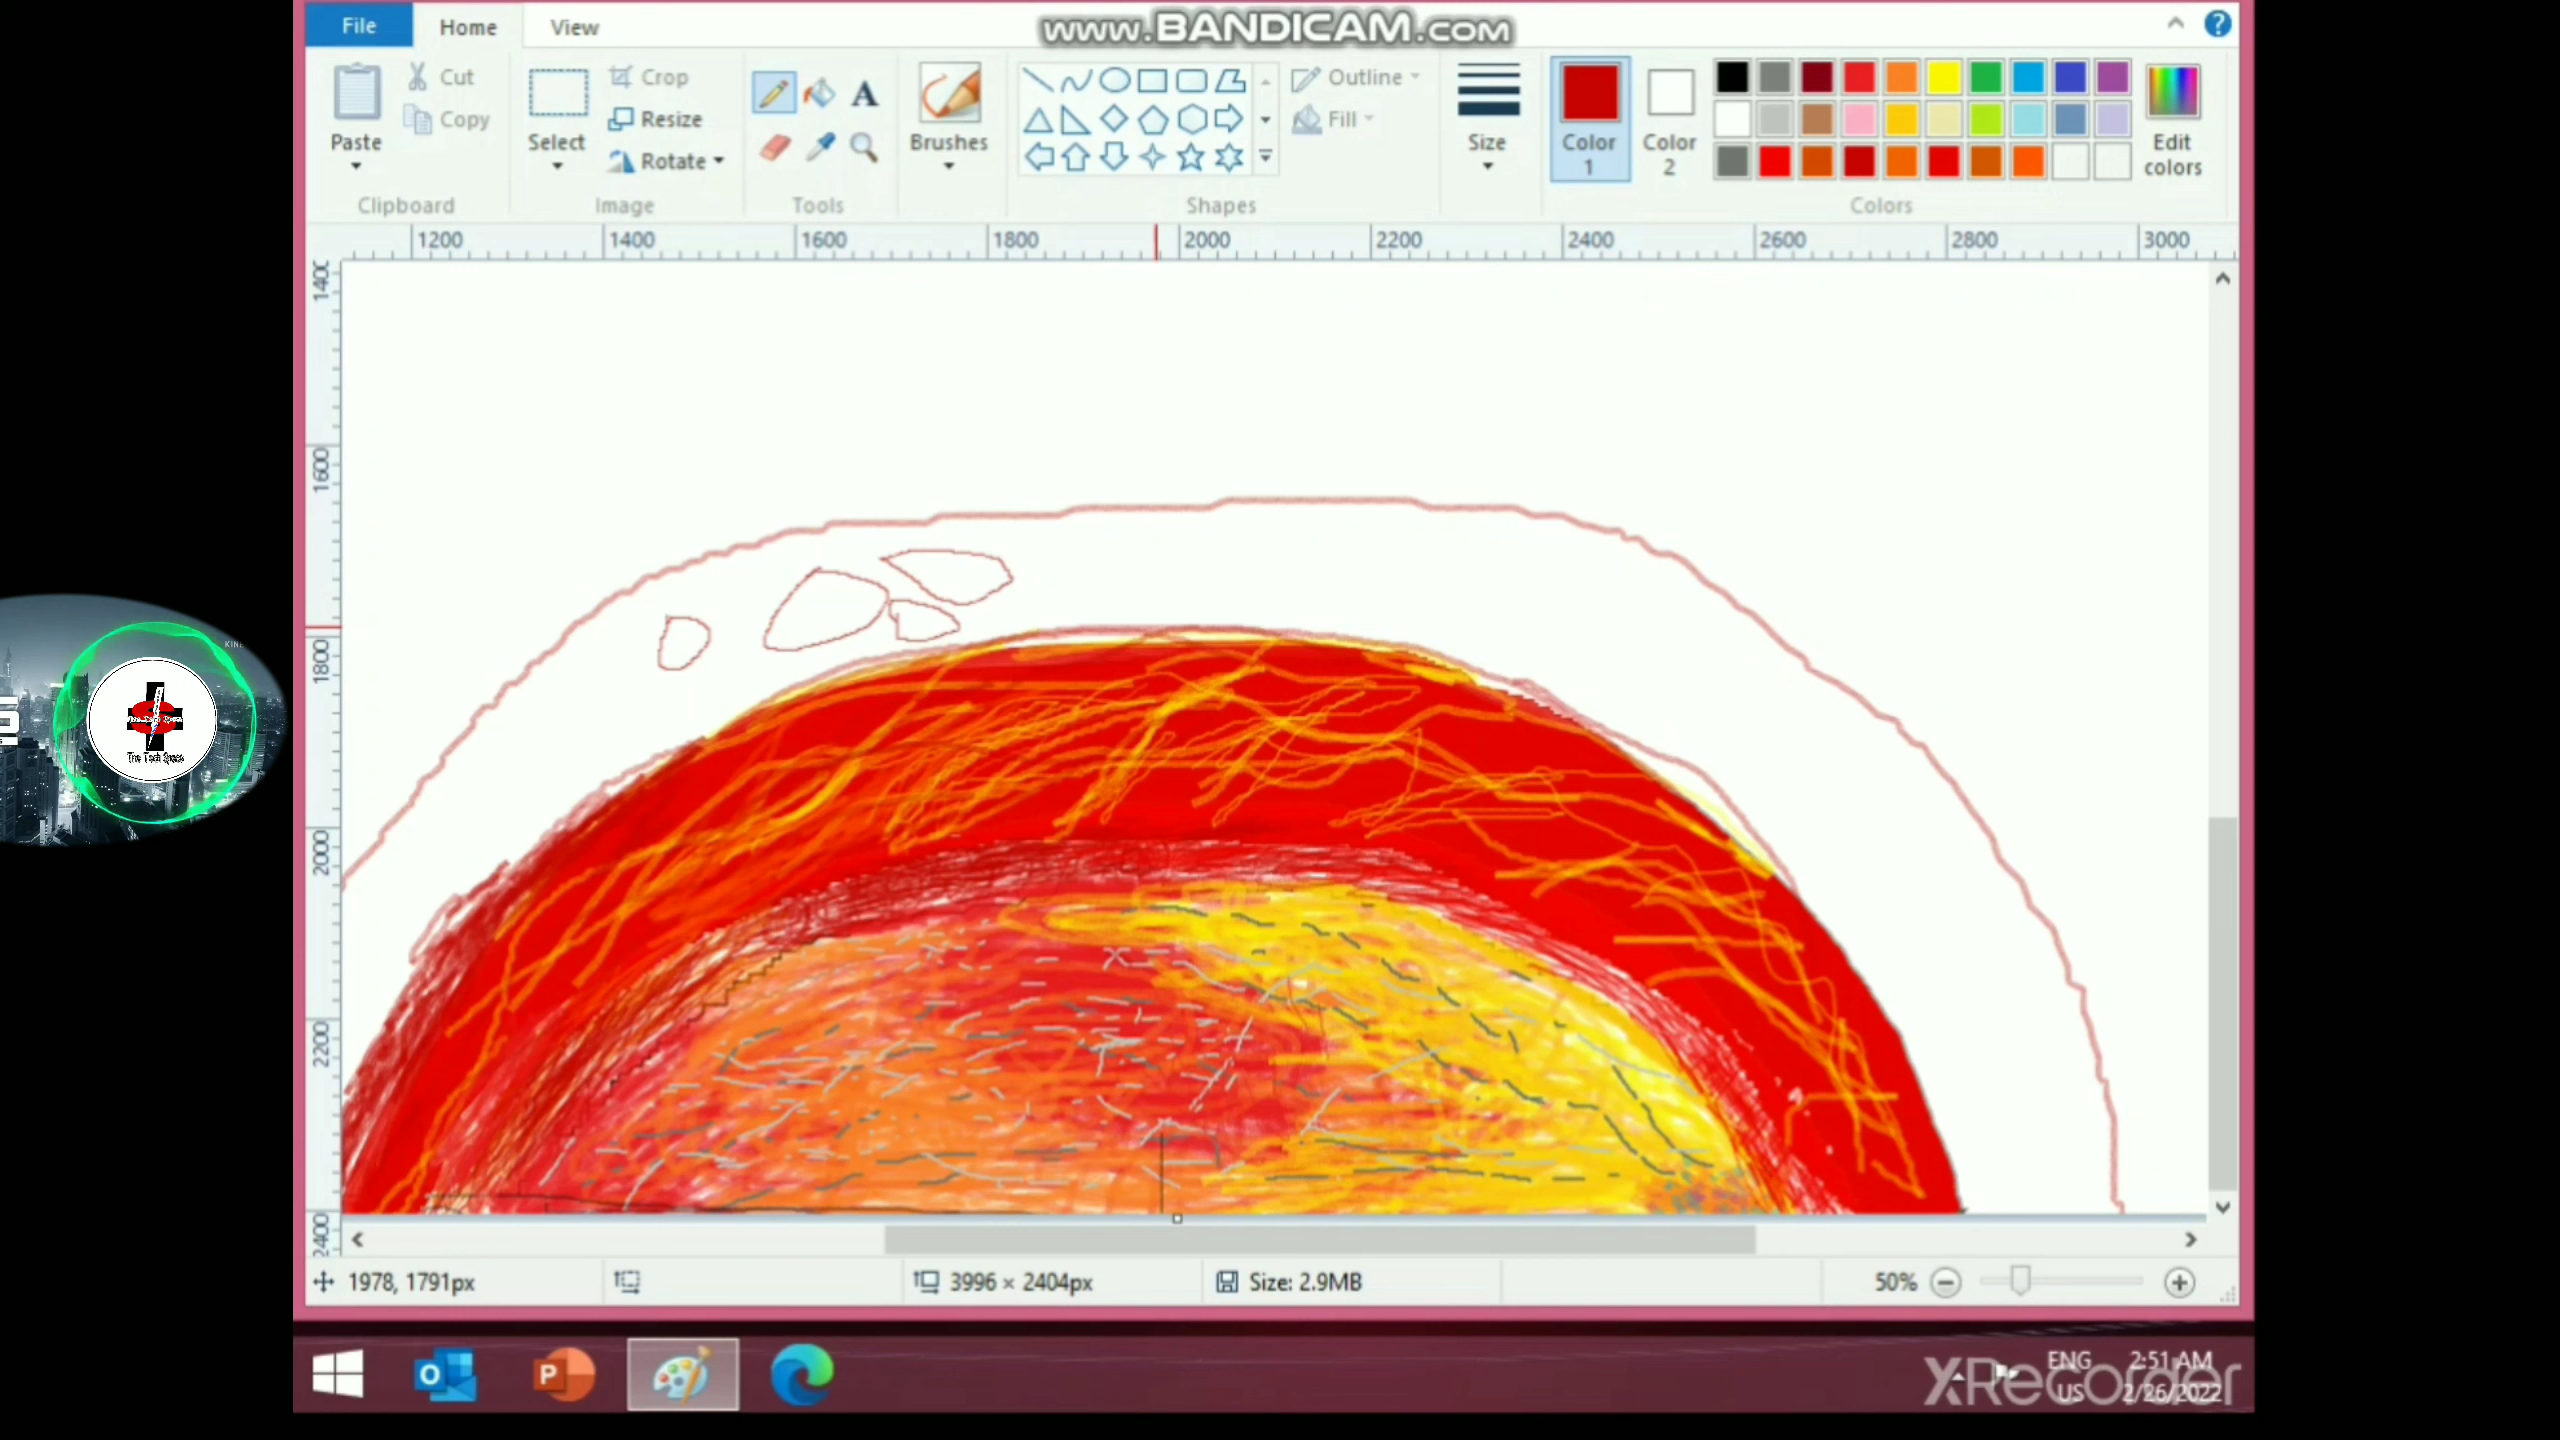 File Home View
www.BANDICAM.com
Paste Cut Copy
Clipboard
Select Crop Resize Rotate
Image
Tools
Brushes
Outline
Fill
Shapes
Size
Color 1
Color 2
Edit colors
Colors
1200 1400 1600 1800 2000 2200 2400 2600 2800 3000
1400
1600
1800
2000
2200
2400
The Tech Space
1978, 1791px
3996 × 2404px
Size: 2.9MB
50%
ENG 2:51 AM
US 2/26/2022
XRecorder